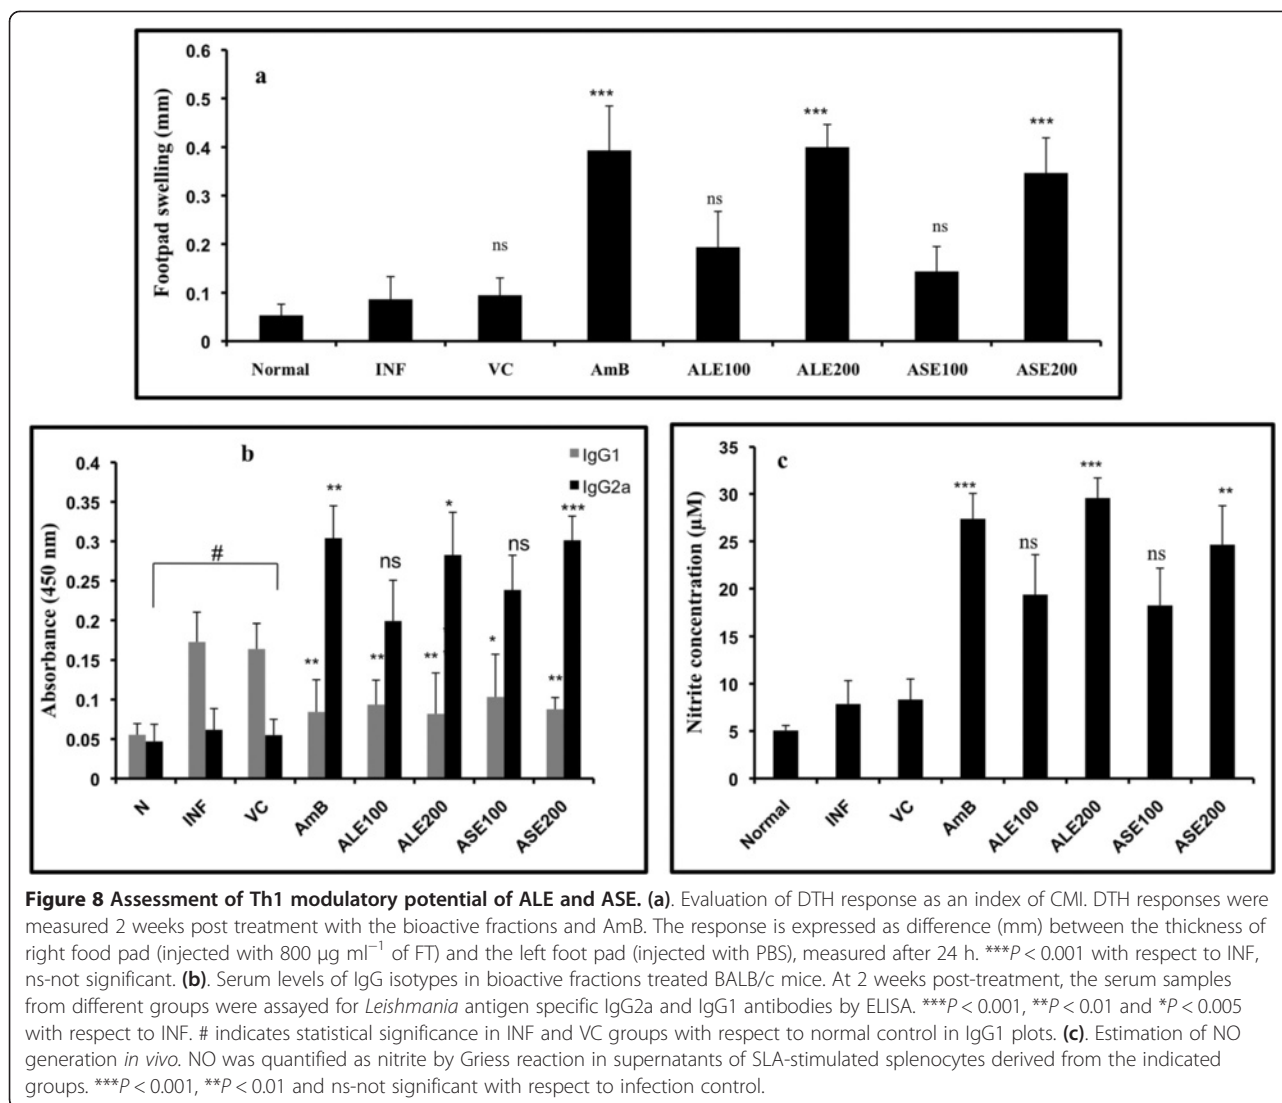 0.6
a
0.5
***
***
***
0.4
0.3
ns
0.2
ns
ns
0.1
0
Footpad swelling (mm)
Normal INF VC AmB ALE100 ALE200 ASE100 ASE200
b
IgG1
IgG2a
0.4
0.35
0.3
0.25
0.2
0.15
0.1
0.05
0
Absorbance (450 nm)
#
** * ***
ns ns
** ** ** * **
N INF VC AmB ALE100 ALE200 ASE100 ASE200
c
35
30
25
20
15
10
5
0
Nitrite concentration (µM)
*** *** **
ns ns
Normal INF VC AmB ALE100 ALE200 ASE100 ASE200
Figure 8 Assessment of Th1 modulatory potential of ALE and ASE. (a). Evaluation of DTH response as an index of CMI. DTH responses were
measured 2 weeks post treatment with the bioactive fractions and AmB. The response is expressed as difference (mm) between the thickness of
right food pad (injected with 800 µg ml⁻¹ of FT) and the left foot pad (injected with PBS), measured after 24 h. ***P < 0.001 with respect to INF,
ns-not significant. (b). Serum levels of IgG isotypes in bioactive fractions treated BALB/c mice. At 2 weeks post-treatment, the serum samples
from different groups were assayed for Leishmania antigen specific IgG2a and IgG1 antibodies by ELISA. ***P < 0.001, **P < 0.01 and *P < 0.005
with respect to INF. # indicates statistical significance in INF and VC groups with respect to normal control in IgG1 plots. (c). Estimation of NO
generation in vivo. NO was quantified as nitrite by Griess reaction in supernatants of SLA-stimulated splenocytes derived from the indicated
groups. ***P < 0.001, **P < 0.01 and ns-not significant with respect to infection control.